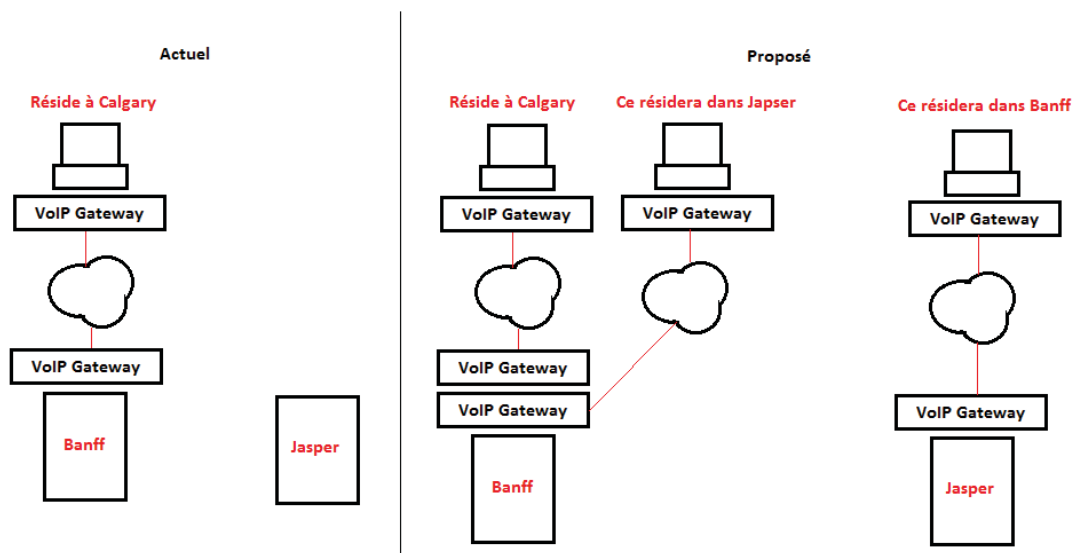 Actuel
Réside à Calgary
VoIP Gateway
VoIP Gateway
Banff
Jasper
Proposé
Réside à Calgary
Ce résidera dans Japser
Ce résidera dans Banff
VoIP Gateway
VoIP Gateway
VoIP Gateway
VoIP Gateway
VoIP Gateway
VoIP Gateway
Banff
Jasper